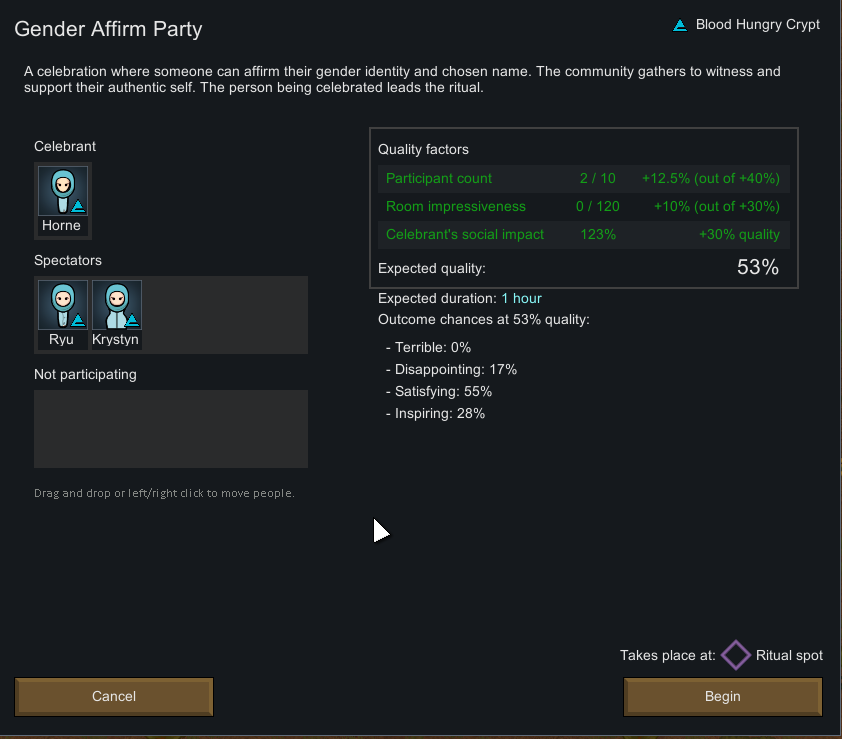 Gender Affirm Party
Blood Hungry Crypt
A celebration where someone can affirm their gender identity and chosen name. The community gathers to witness and
support their authentic self. The person being celebrated leads the ritual.
Celebrant
Horne
Spectators
Ryu Krystyn
Not participating
Drag and drop or left/right click to move people.
Quality factors
Participant count 2 / 10 +12.5% (out of +40%)
Room impressiveness 0 / 120 +10% (out of +30%)
Celebrant's social impact 123% +30% quality
Expected quality: 53%
Expected duration: 1 hour
Outcome chances at 53% quality:
- Terrible: 0%
- Disappointing: 17%
- Satisfying: 55%
- Inspiring: 28%
Takes place at: Ritual spot
Cancel
Begin